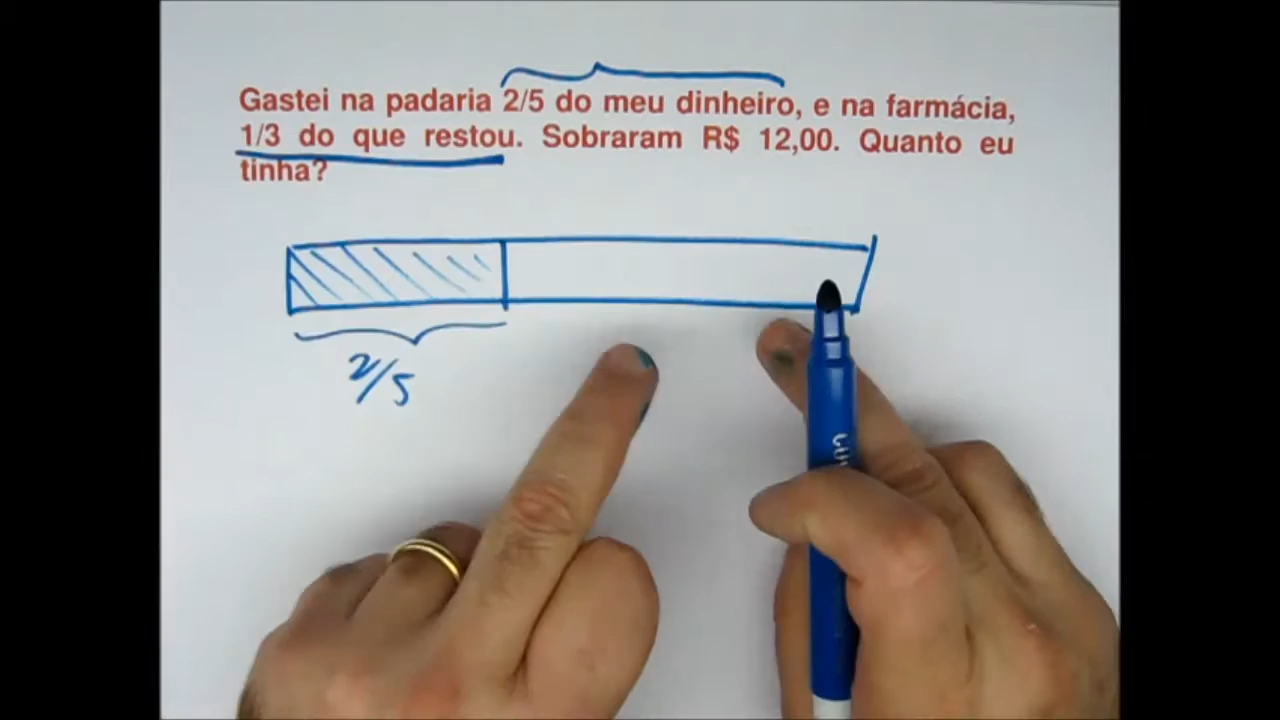 Gastei na padaria 2/5 do meu dinheiro, e na farmácia,
1/3 do que restou. Sobraram R$ 12,00. Quanto eu
tinha?
2/5